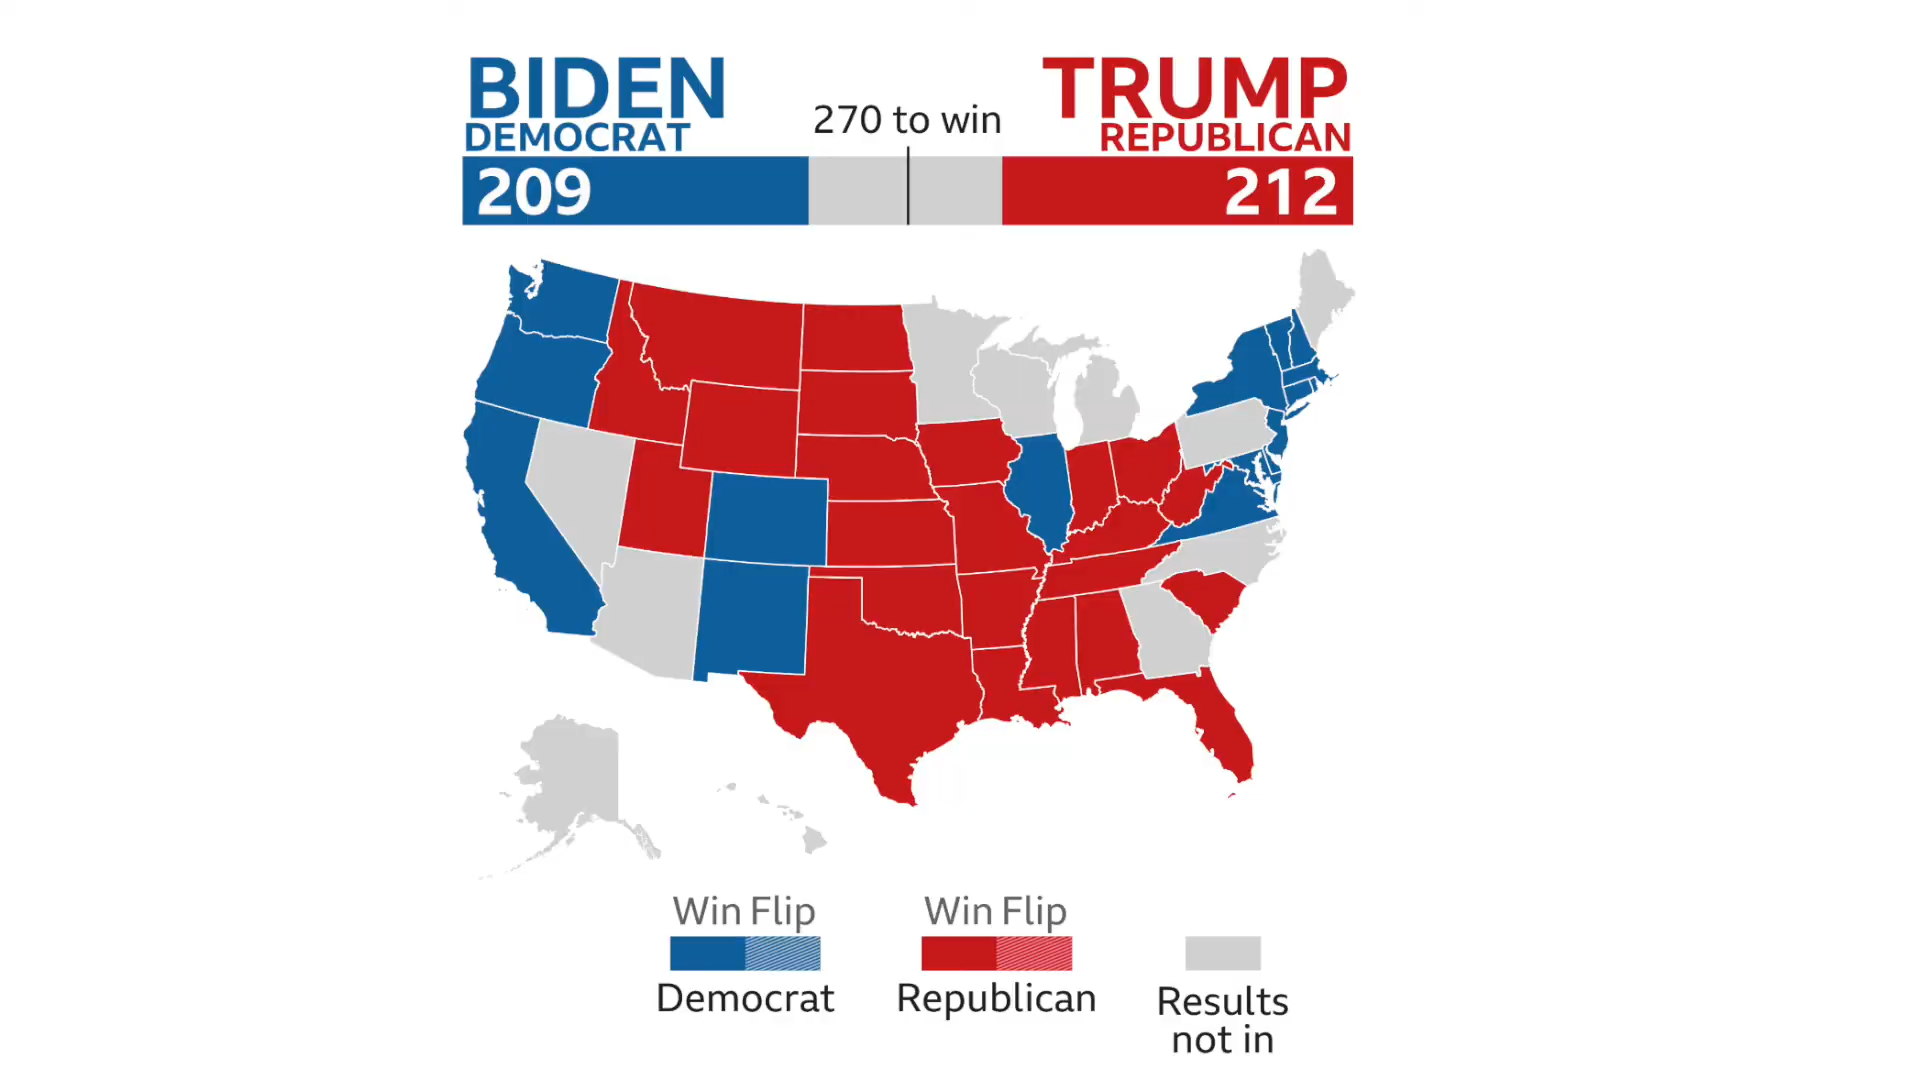 BIDEN
DEMOCRAT
209
270 to win
TRUMP
REPUBLICAN
212
Win Flip
Democrat
Win Flip
Republican
Results
not in